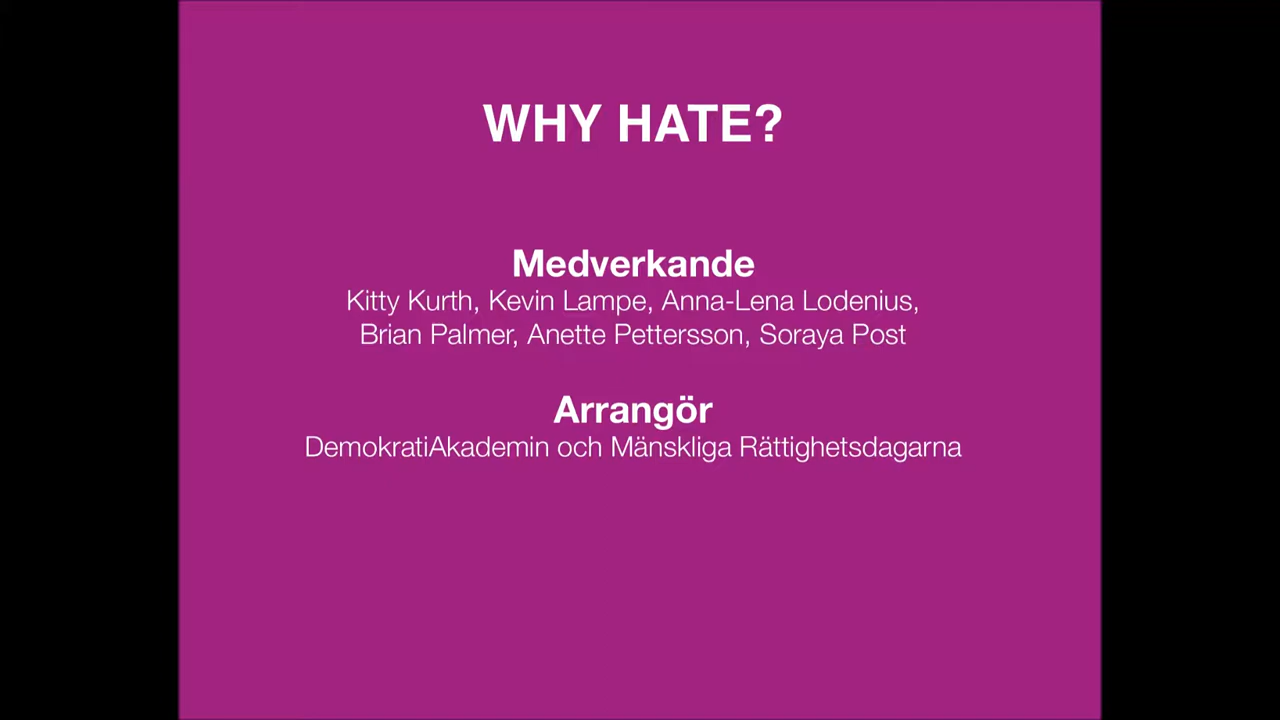 WHY HATE?
Medverkande
Kitty Kurth, Kevin Lampe, Anna-Lena Lodenius,
Brian Palmer, Anette Pettersson, Soraya Post
Arrangör
DemokratiAkademin och Mänskliga Rättighetsdagarna